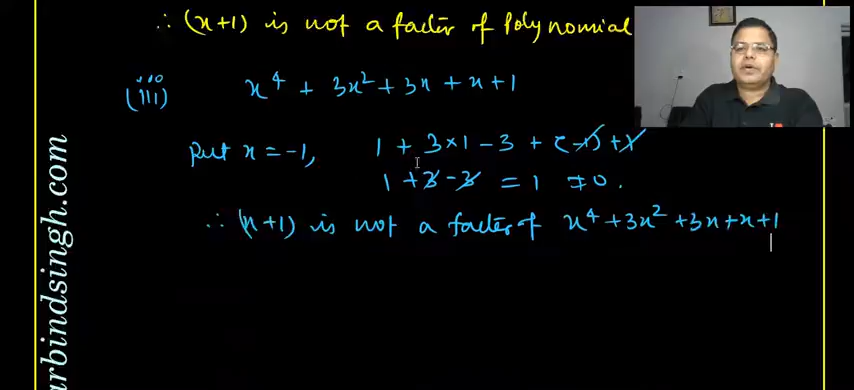 ∴ (x+1) is not a factor of Polynomial
(iii) x⁴ + 3x² + 3x + x + 1
Put x = -1, 1 + 3×1 - 3 + (-1) + 1
1 + 3 - 3 = 1 ≠ 0.
∴ (x+1) is not a factor of x⁴ + 3x² + 3x + x + 1
arbindsingh.com